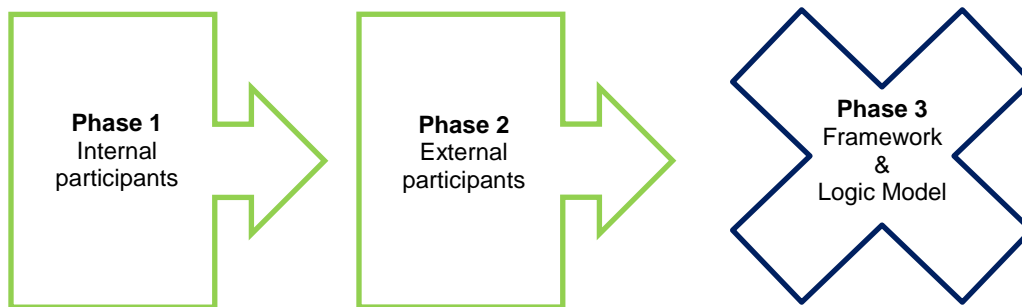 Phase 1
Internal
participants
Phase 2
External
participants
Phase 3
Framework
&
Logic Model